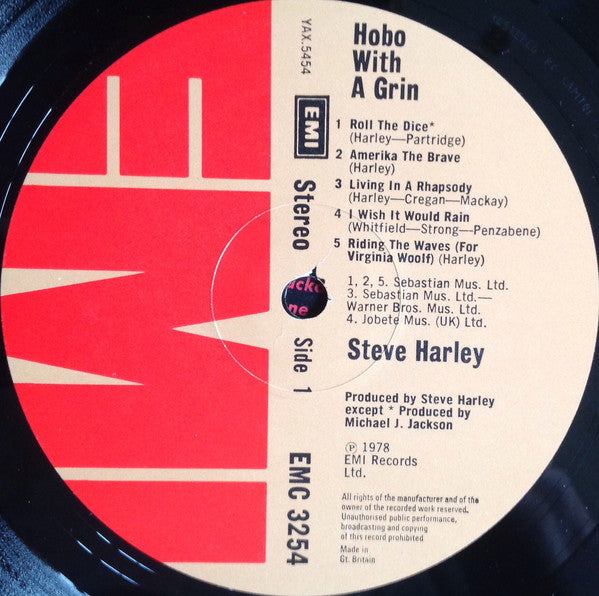 Hobo
With
A Grin
1 Roll The Dice*
(Harley—Partridge)
2 Amerika The Brave
(Harley)
3 Living In A Rhapsody
(Harley—Cregan—Mackay)
4 I Wish It Would Rain
(Whitfield—Strong—Penzabene)
5 Riding The Waves (For
Virginia Woolf) (Harley)
1, 2, 5. Sebastian Mus. Ltd.
3. Sebastian Mus. Ltd.—
Warner Bros. Mus. Ltd.
4. Jobete Mus. (UK) Ltd.
Steve Harley
Produced by Steve Harley
except * Produced by
Michael J. Jackson
℗ 1978
EMI Records
Ltd.
All rights of the manufacturer and of the
owner of the recorded work reserved.
Unauthorised public performance,
broadcasting and copying
of this record prohibited
Made in
Gt. Britain
YAX.5454
EMI
Stereo
Side 1
EMC 3254
EMI